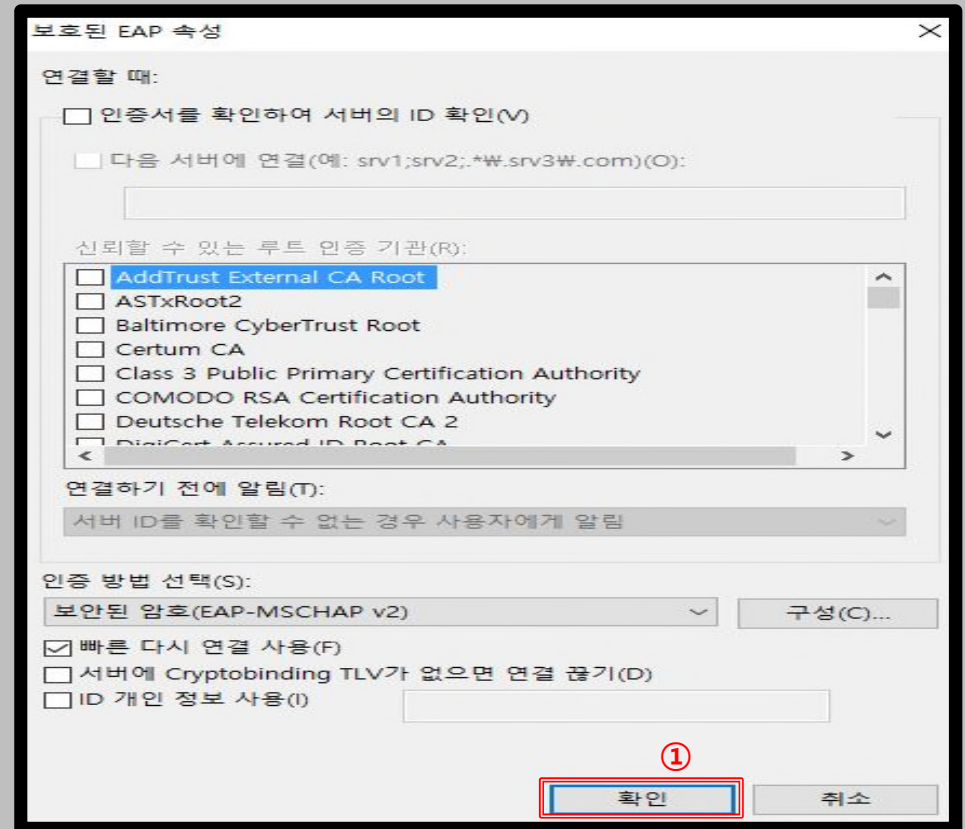 보호된 EAP 속성
연결할 때:
인증서를 확인하여 서버의 ID 확인(V)
다음 서버에 연결(예: srv1;srv2;.*₩.srv3₩.com)(O):
신뢰할 수 있는 루트 인증 기관(R):
AddTrust External CA Root
ASTxRoot2
Baltimore CyberTrust Root
Certum CA
Class 3 Public Primary Certification Authority
COMODO RSA Certification Authority
Deutsche Telekom Root CA 2
DigiCert Assured ID Root CA
연결하기 전에 알림(T):
서버 ID를 확인할 수 없는 경우 사용자에게 알림
인증 방법 선택(S):
보안된 암호(EAP-MSCHAP v2)
구성(C)...
빠른 다시 연결 사용(F)
서버에 Cryptobinding TLV가 없으면 연결 끊기(D)
ID 개인 정보 사용(I)
①
확인
취소